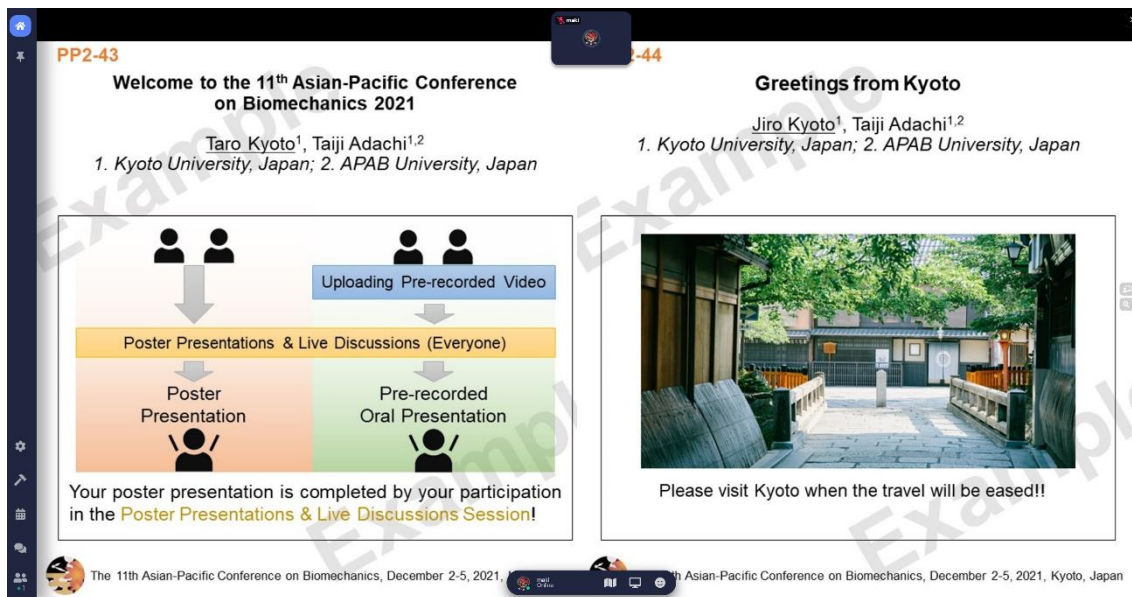 maki
PP2-43
Welcome to the 11th Asian-Pacific Conference
on Biomechanics 2021
Taro Kyoto1, Taiji Adachi1,2
1. Kyoto University, Japan; 2. APAB University, Japan
Uploading Pre-recorded Video
Poster Presentations & Live Discussions (Everyone)
Poster
Presentation
Pre-recorded
Oral Presentation
Your poster presentation is completed by your participation
in the Poster Presentations & Live Discussions Session!
The 11th Asian-Pacific Conference on Biomechanics, December 2-5, 2021,
Example
Example
2-44
Greetings from Kyoto
Jiro Kyoto1, Taiji Adachi1,2
1. Kyoto University, Japan; 2. APAB University, Japan
Please visit Kyoto when the travel will be eased!!
Asian-Pacific Conference on Biomechanics, December 2-5, 2021, Kyoto, Japan
Example
Example
maki
Online
+1